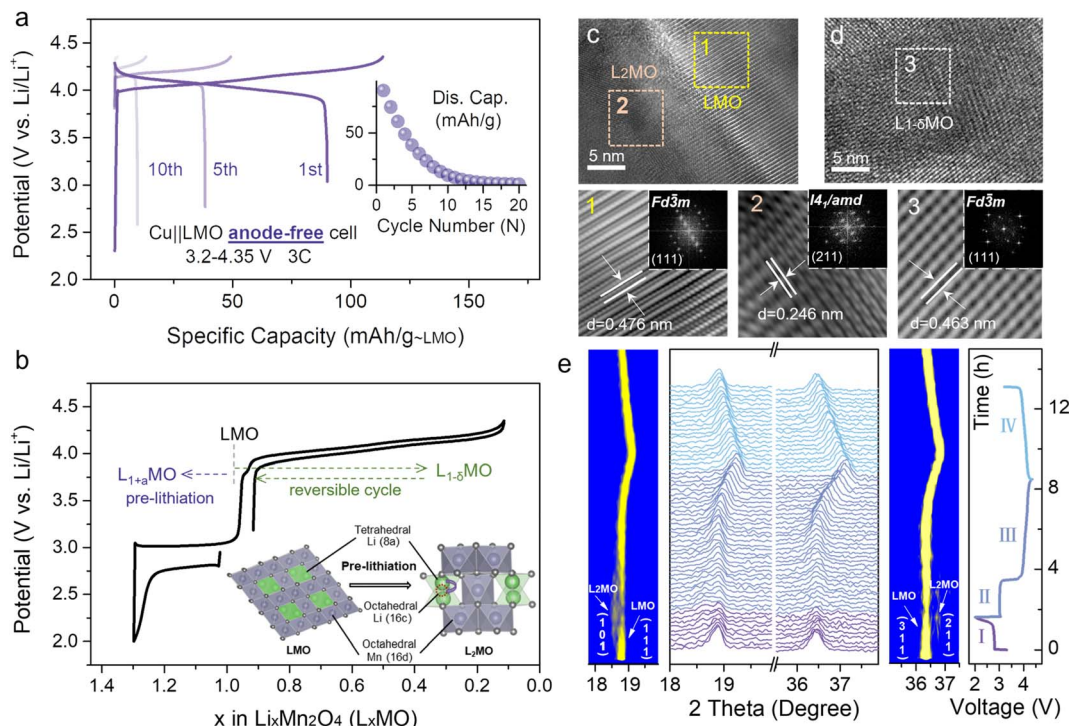 a
4.5
4.0
3.5
3.0
2.5
2.0
Potential (V vs. Li/Li⁺)
10th
5th
1st
Dis. Cap.
(mAh/g)
50
0
0 5 10 15 20
Cycle Number (N)
Cu||LMO anode-free cell
3.2-4.35 V 3C
0 50 100 150
Specific Capacity (mAh/g~LMO)
b
4.5
4.0
3.5
3.0
2.5
2.0
Potential (V vs. Li/Li⁺)
LMO
L₁₊ₐMO
pre-lithiation
L₁₋δMO
reversible cycle
Tetrahedral
Li (8a)
Pre-lithiation
Octahedral
Li (16c)
Octahedral
Mn (16d)
LMO
L₂MO
1.4 1.2 1.0 0.8 0.6 0.4 0.2 0.0
x in LiₓMn₂O₄ (LₓMO)
c
L₂MO
2
1
LMO
5 nm
d
3
L₁₋δMO
5 nm
1
Fd3̅m
(111)
d=0.476 nm
2
I4₁/amd
(211)
d=0.246 nm
3
Fd3̅m
(111)
d=0.463 nm
e
L₂MO
(101)
LMO
(111)
18 19
18 19 36 37
2 Theta (Degree)
LMO
(311)
L₂MO
(211)
36 37
Time (h)
12
8
4
0
IV
III
II
I
2 3 4
Voltage (V)